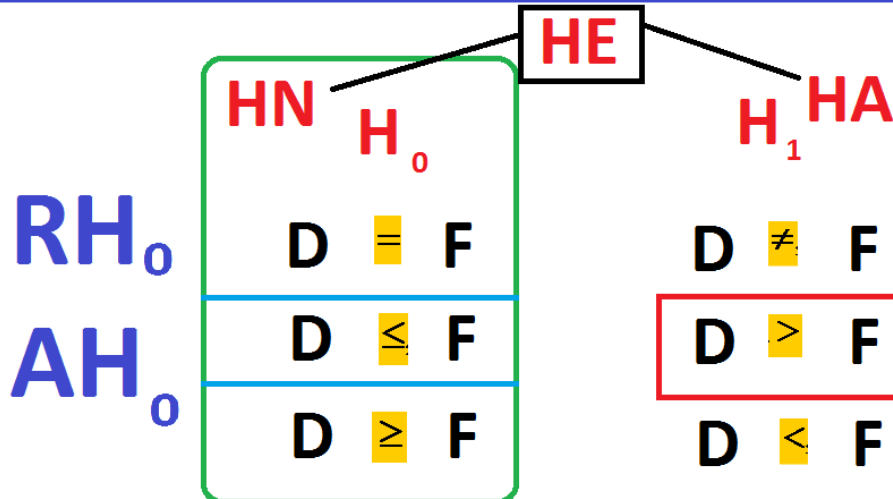 HE
HN H₀ H₁ HA
RH₀ D = F D ≠ F
AH₀ D ≤ F D > F
D ≥ F D < F